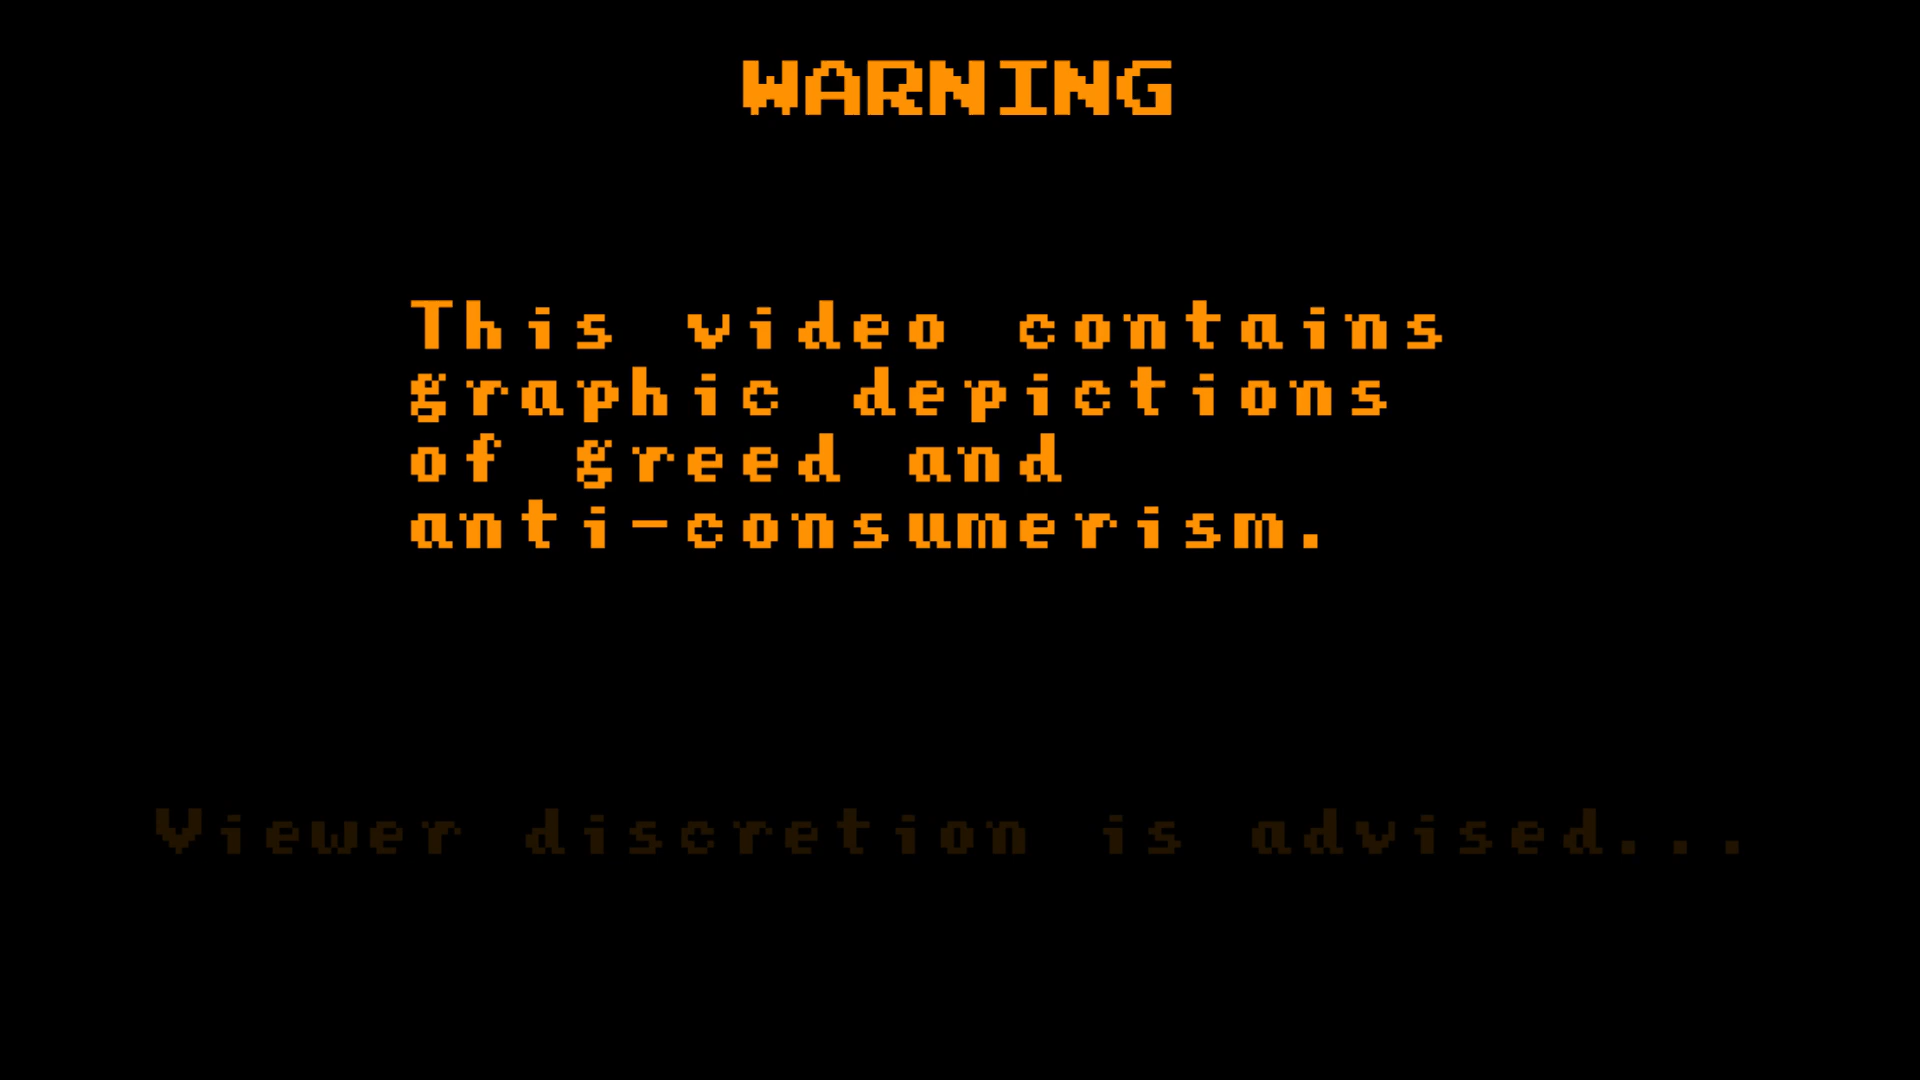 WARNING
This video contains
graphic depictions
of greed and
anti-consumerism.
Viewer discretion is advised...